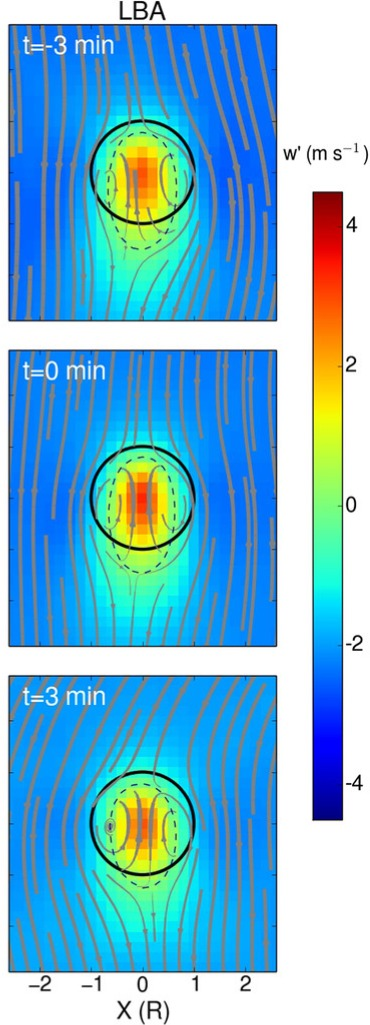 LBA
t=-3 min
w' (m s⁻¹)
4
2
0
-2
-4
t=0 min
t=3 min
−2 −1 0 1 2
X (R)